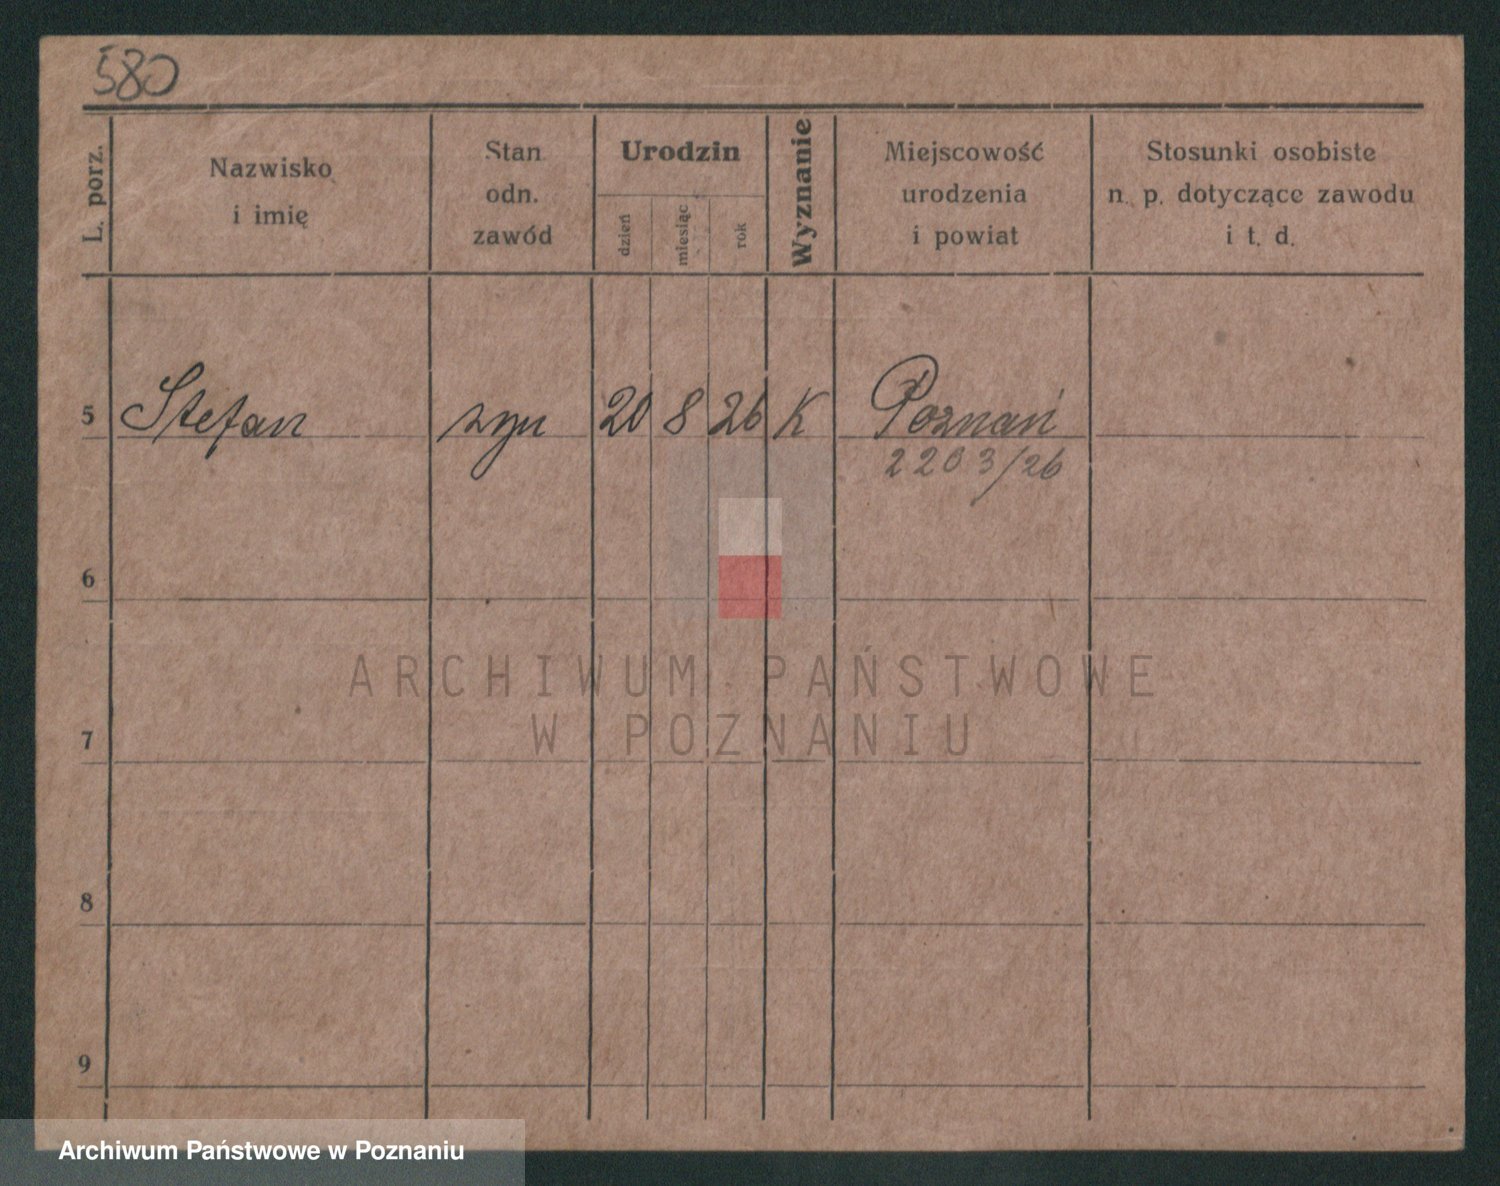 580
L. porz.
Nazwisko
i imię
Stan
odn.
zawód
Urodzin
dzień
miesiąc
rok
Wyznanie
Miejscowość
urodzenia
i powiat
Stosunki osobiste
n. p. dotyczące zawodu
i t. d.
5 Stefan syn 20 8 26 K Poznań
2203/26
6
7
8
9
ARCHIWUM PAŃSTWOWE
W POZNANIU
Archiwum Państwowe w Poznaniu